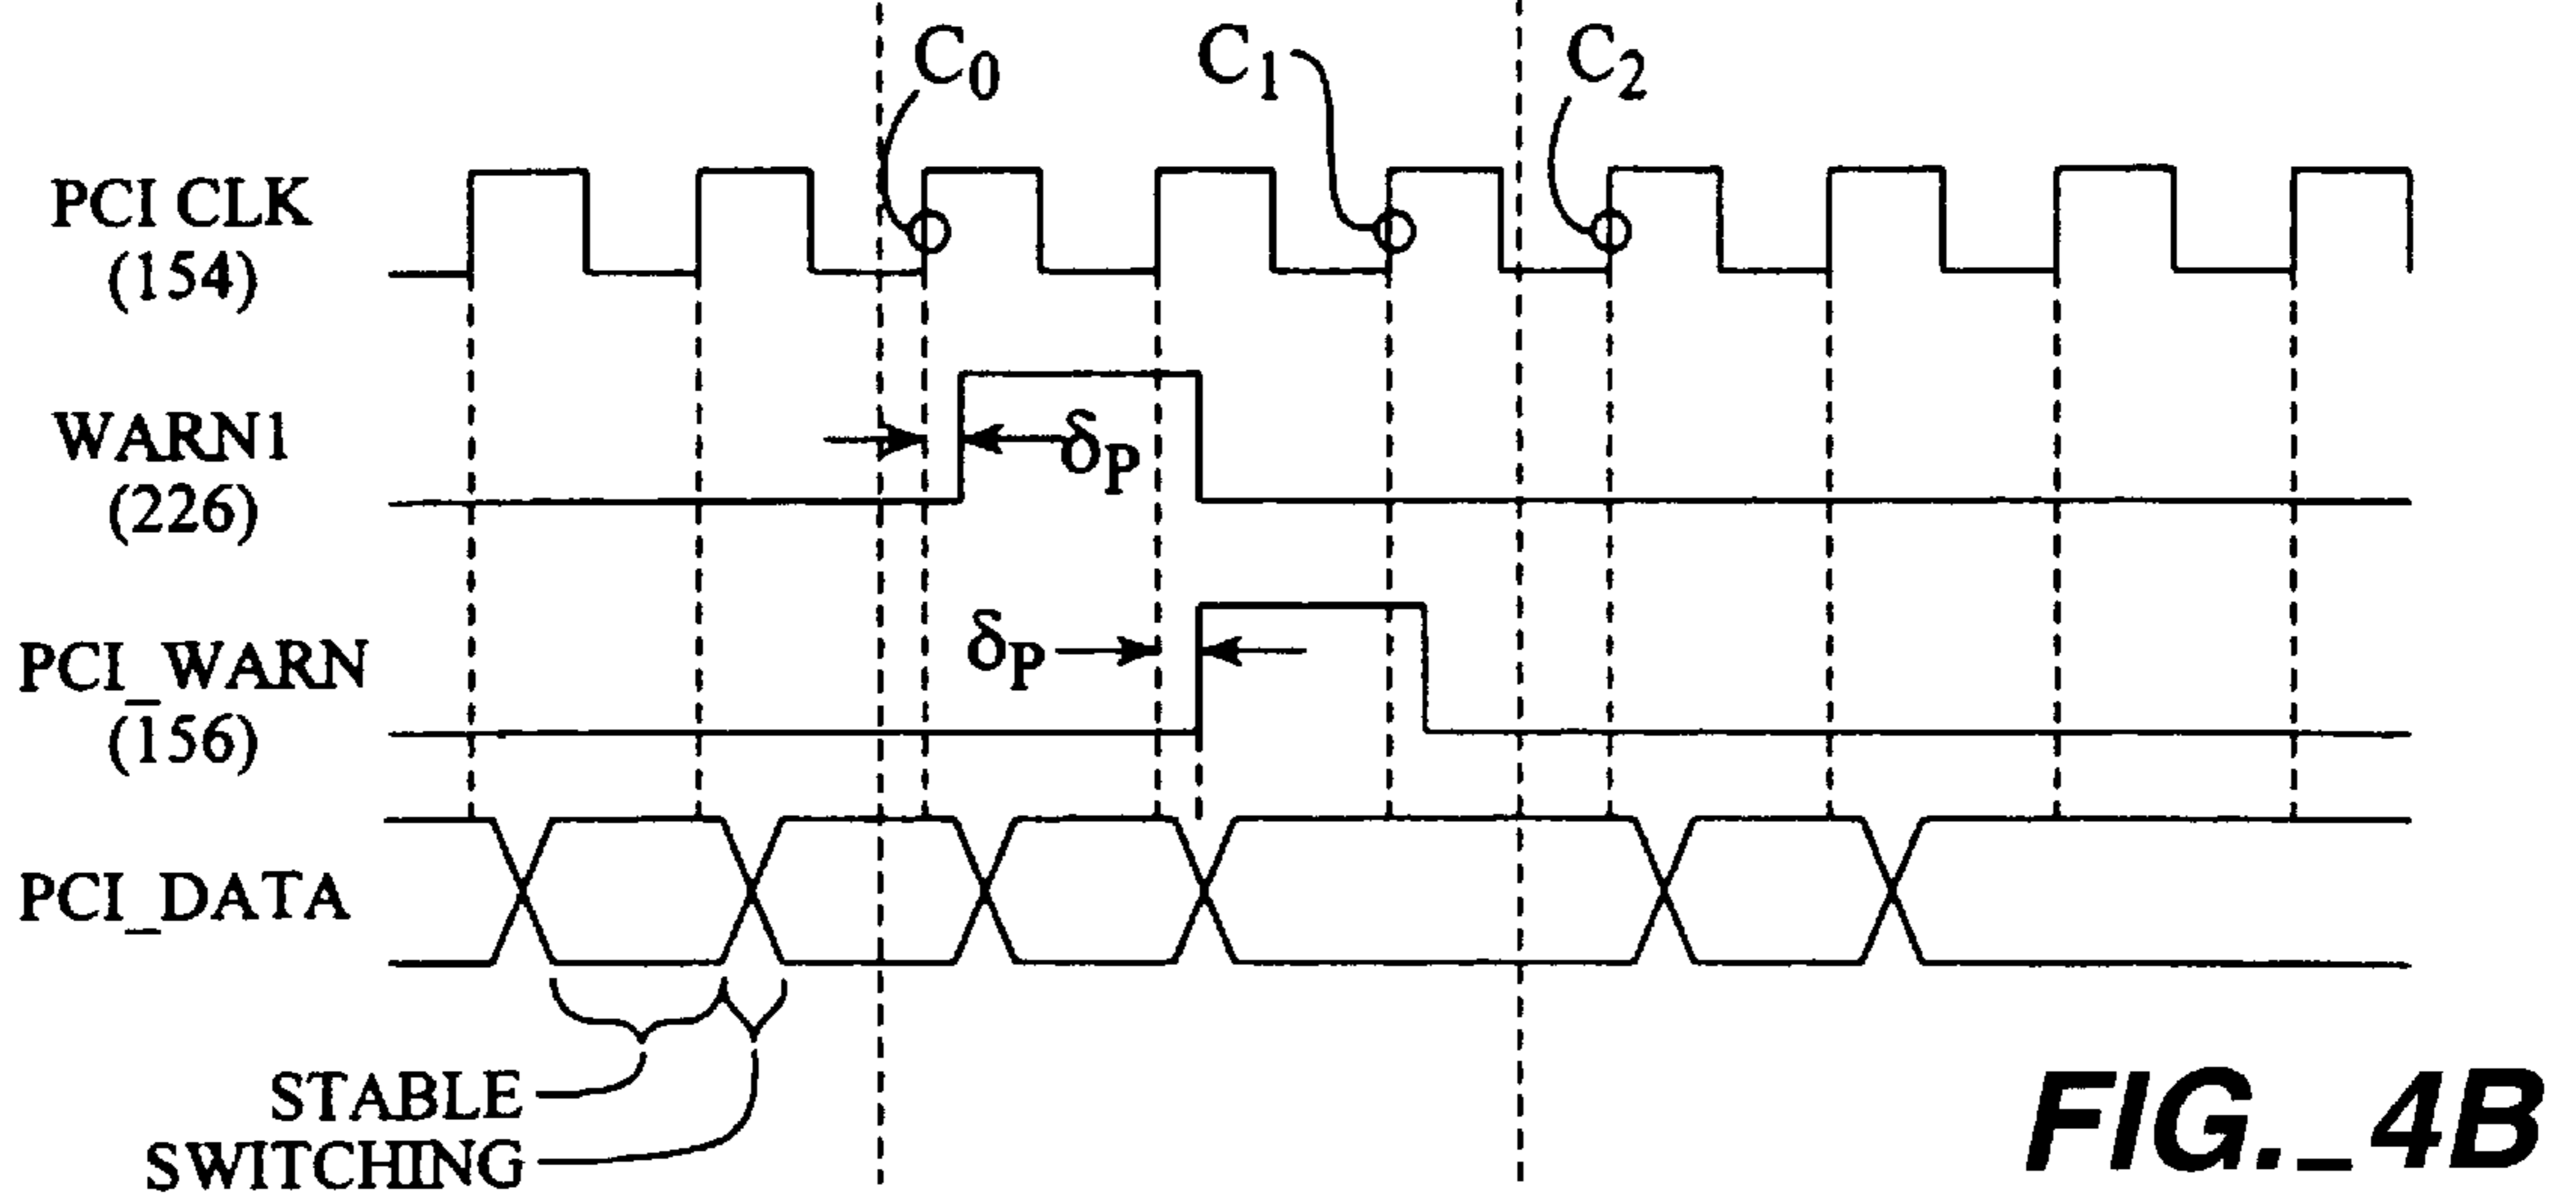 C0 C1 C2
PCI CLK
(154)
WARN1
(226)
δP
PCI_WARN
(156)
δP
PCI_DATA
STABLE
SWITCHING
FIG._4B